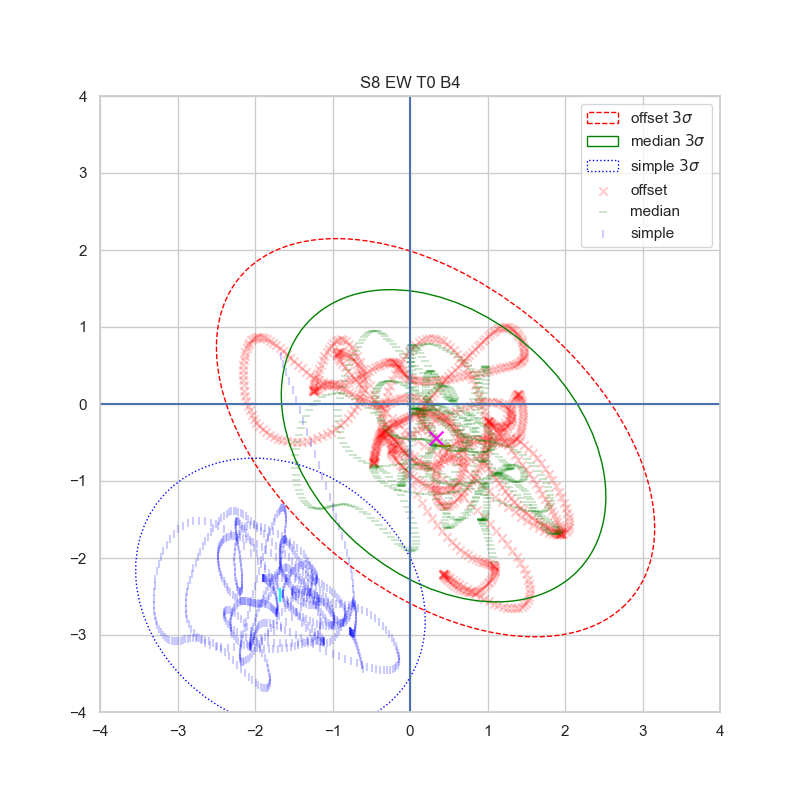 S8 EW T0 B4
offset 3σ
median 3σ
simple 3σ
offset
median
simple
4
3
2
1
0
−1
−2
−3
−4
−4 −3 −2 −1 0 1 2 3 4